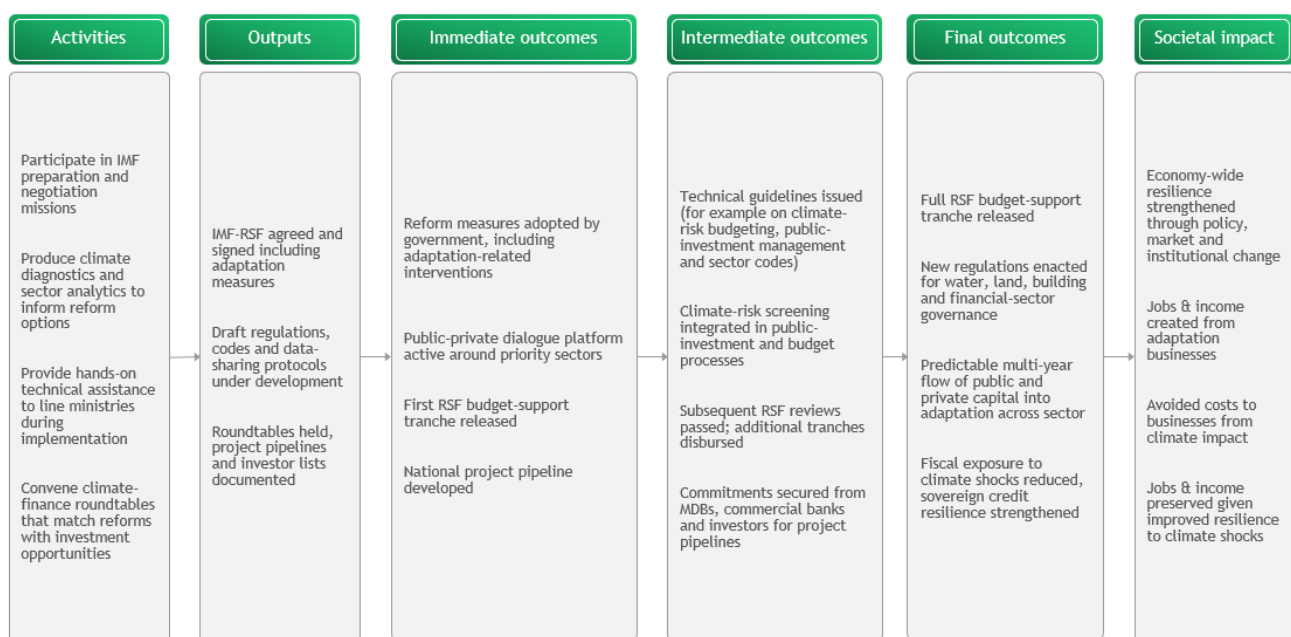 Activities
Participate in IMF
preparation and
negotiation
missions
Produce climate
diagnostics and
sector analytics to
inform reform
options
Provide hands-on
technical assistance
to line ministries
during
implementation
Convene climate-
finance roundtables
that match reforms
with investment
opportunities
Outputs
IMF-RSF agreed and
signed including
adaptation
measures
Draft regulations,
codes and data-
sharing protocols
under development
Roundtables held,
project pipelines
and investor lists
documented
Immediate outcomes
Reform measures adopted by
government, including
adaptation-related
interventions
Public-private dialogue platform
active around priority sectors
First RSF budget-support
tranche released
National project pipeline
developed
Intermediate outcomes
Technical guidelines issued
(for example on climate-
risk budgeting, public-
investment management
and sector codes)
Climate-risk screening
integrated in public-
investment and budget
processes
Subsequent RSF reviews
passed; additional tranches
disbursed
Commitments secured from
MDBs, commercial banks
and investors for project
pipelines
Final outcomes
Full RSF budget-support
tranche released
New regulations enacted
for water, land, building
and financial-sector
governance
Predictable multi-year
flow of public and
private capital into
adaptation across sector
Fiscal exposure to
climate shocks reduced,
sovereign credit
resilience strengthened
Societal impact
Economy-wide
resilience
strengthened
through policy,
market and
institutional change
Jobs & income
created from
adaptation
businesses
Avoided costs to
businesses from
climate impact
Jobs & income
preserved given
improved resilience
to climate shocks